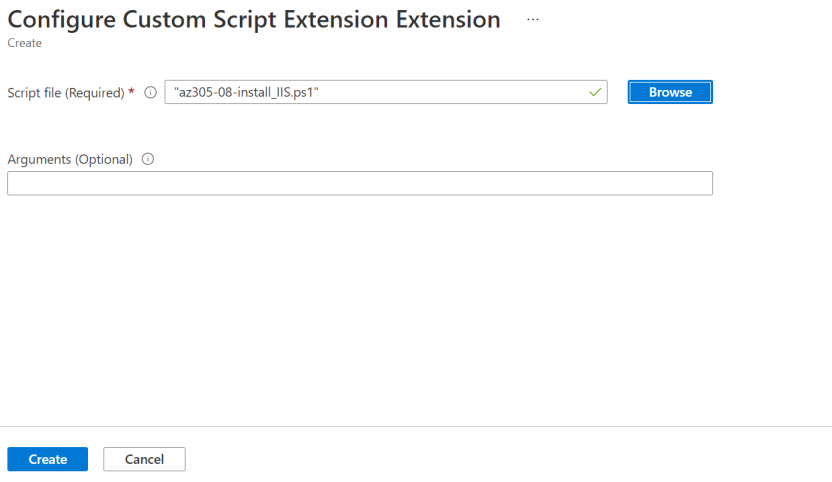 Configure Custom Script Extension Extension ...
Create
Script file (Required) * "az305-08-install_IIS.ps1" Browse
Arguments (Optional)
Create Cancel